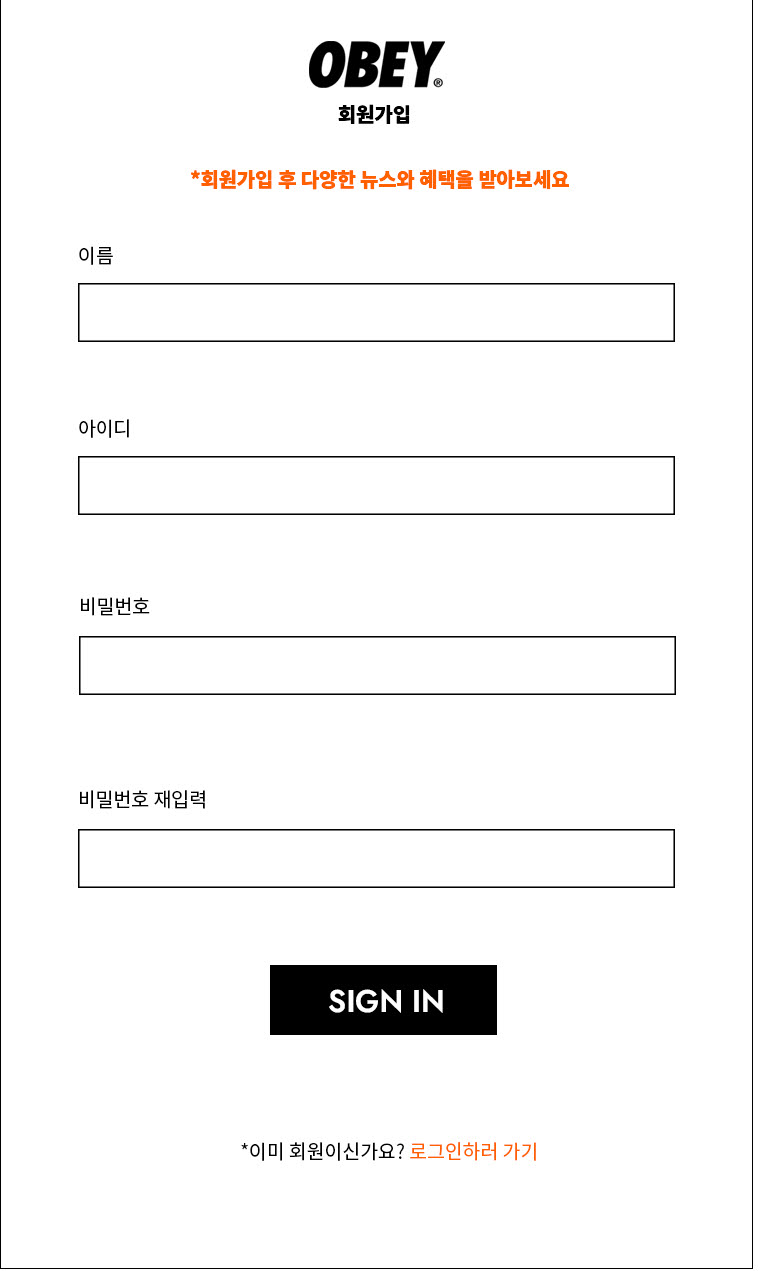 OBEY®
회원가입
*회원가입 후 다양한 뉴스와 혜택을 받아보세요
이름
아이디
비밀번호
비밀번호 재입력
SIGN IN
*이미 회원이신가요? 로그인하러 가기